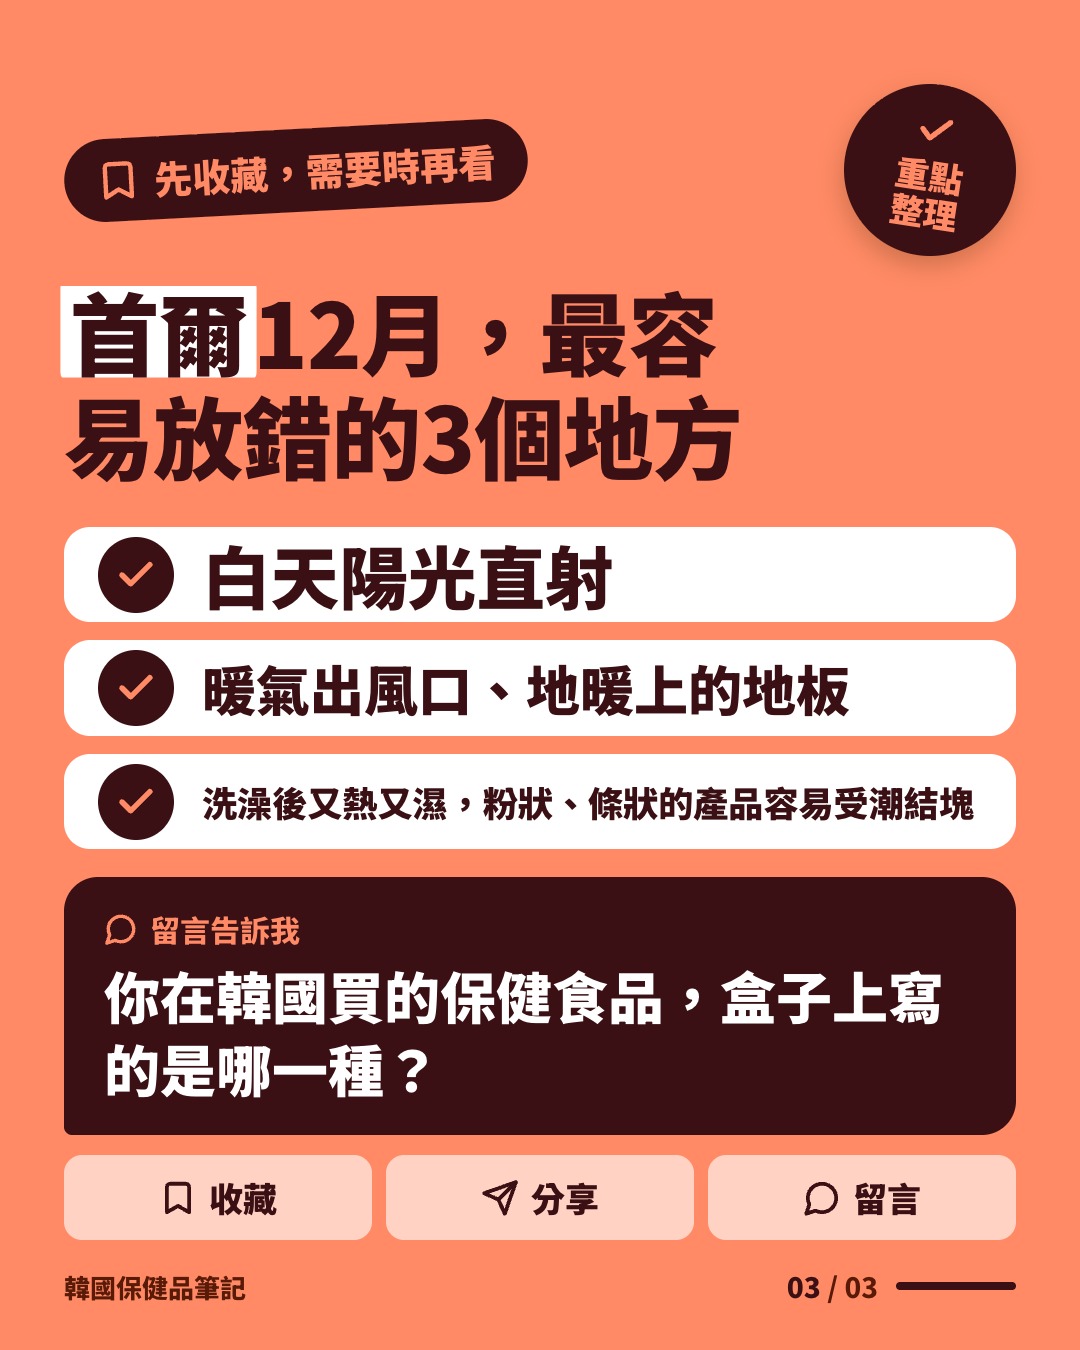 先收藏，需要時再看
重點
整理
首爾12月，最容
易放錯的3個地方
白天陽光直射
暖氣出風口、地暖上的地板
洗澡後又熱又濕，粉狀、條狀的產品容易受潮結塊
留言告訴我
你在韓國買的保健食品，盒子上寫
的是哪一種？
收藏
分享
留言
韓國保健品筆記
03 / 03